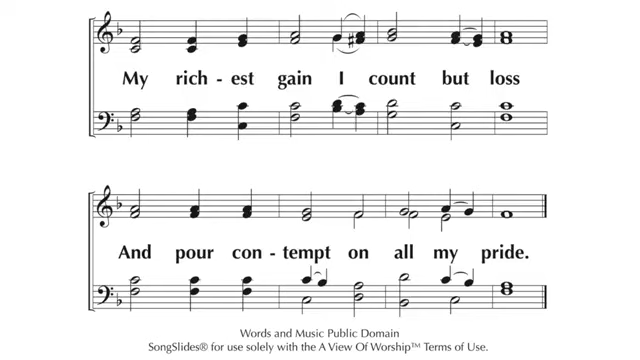 My rich - est gain I count but loss
And pour con - tempt on all my pride.
Words and Music Public Domain
SongSlides® for use solely with the A View Of Worship™ Terms of Use.